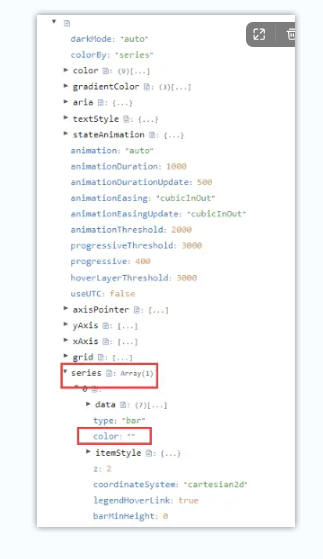 darkMode: "auto"
colorBy: "series"
color : (9)[...]
gradientColor : (3)[...]
aria : {...}
textStyle : {...}
stateAnimation : {...}
animation: "auto"
animationDuration: 1000
animationDurationUpdate: 500
animationEasing: "cubicInOut"
animationEasingUpdate: "cubicInOut"
animationThreshold: 2000
progressiveThreshold: 3000
progressive: 400
hoverLayerThreshold: 3000
useUTC: false
axisPointer : [...]
yAxis : [...]
xAxis : [...]
grid : [...]
series : Array(1)
0 :
data : (7)[...]
type: "bar"
color: ""
itemStyle : {...}
z: 2
coordinateSystem: "cartesian2d"
legendHoverLink: true
barMinHeight: 0